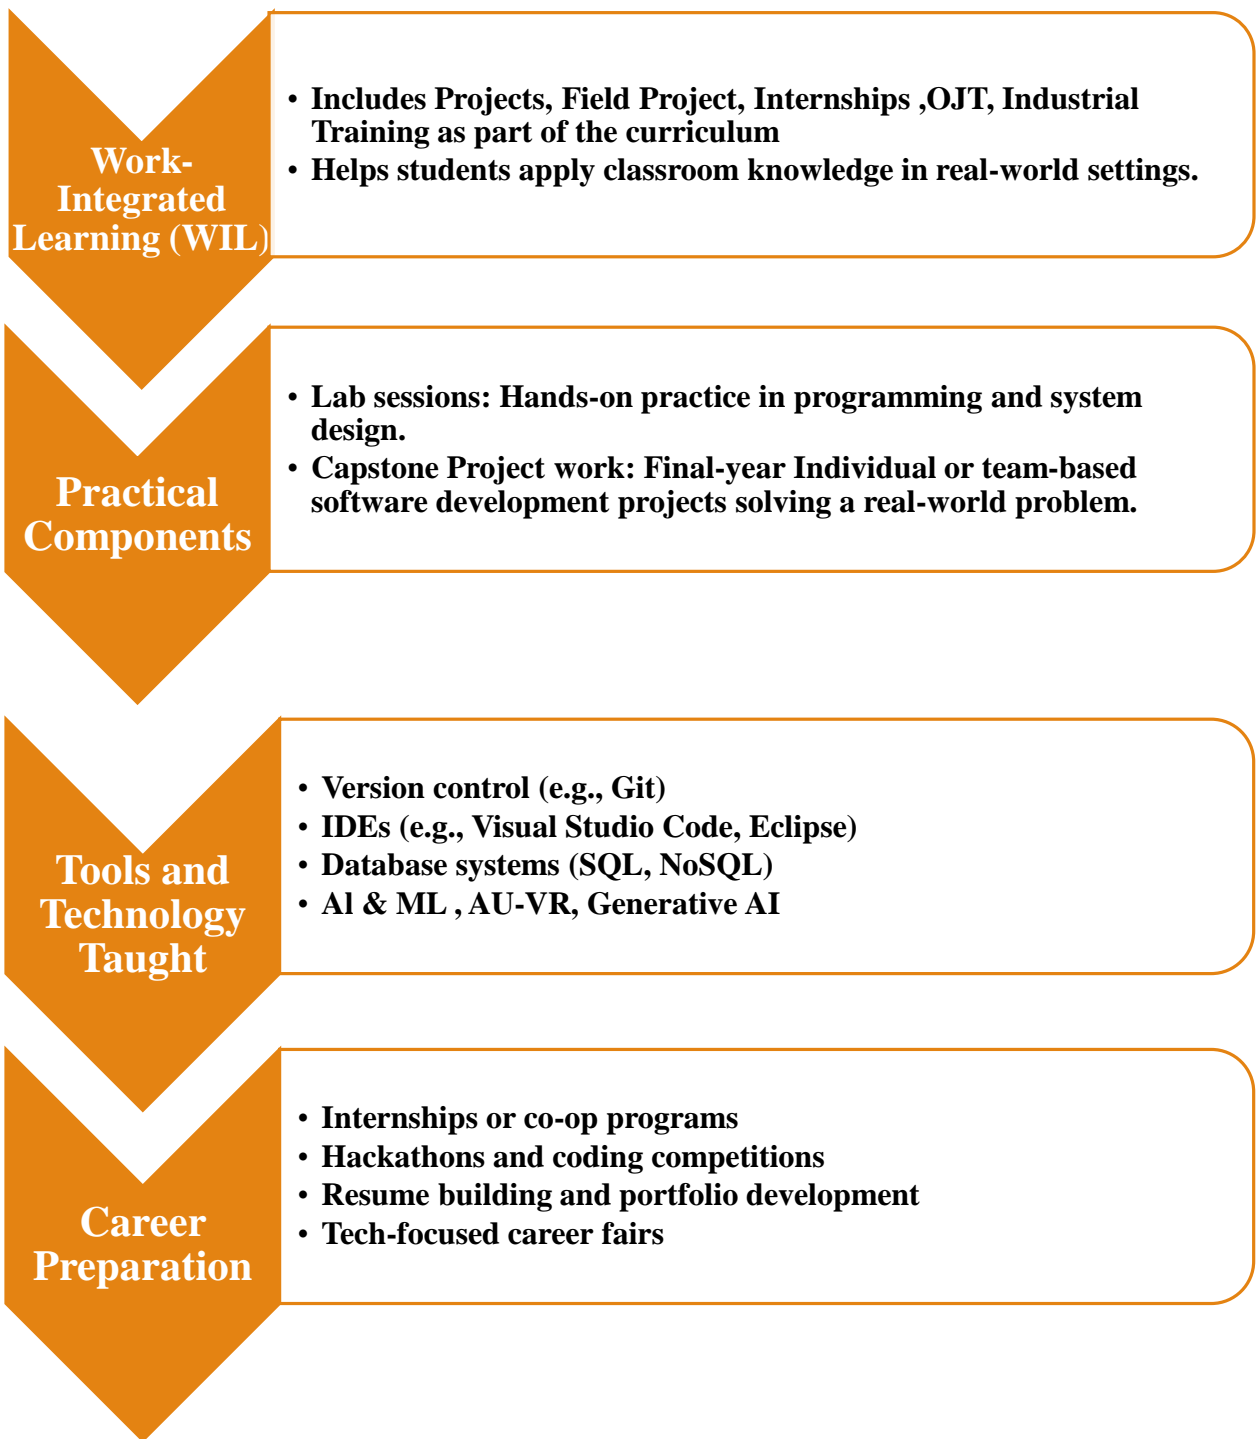 Work-
Integrated
Learning (WIL)
• Includes Projects, Field Project, Internships ,OJT, Industrial
Training as part of the curriculum
• Helps students apply classroom knowledge in real-world settings.
Practical
Components
• Lab sessions: Hands-on practice in programming and system
design.
• Capstone Project work: Final-year Individual or team-based
software development projects solving a real-world problem.
Tools and
Technology
Taught
• Version control (e.g., Git)
• IDEs (e.g., Visual Studio Code, Eclipse)
• Database systems (SQL, NoSQL)
• Al & ML , AU-VR, Generative AI
Career
Preparation
• Internships or co-op programs
• Hackathons and coding competitions
• Resume building and portfolio development
• Tech-focused career fairs